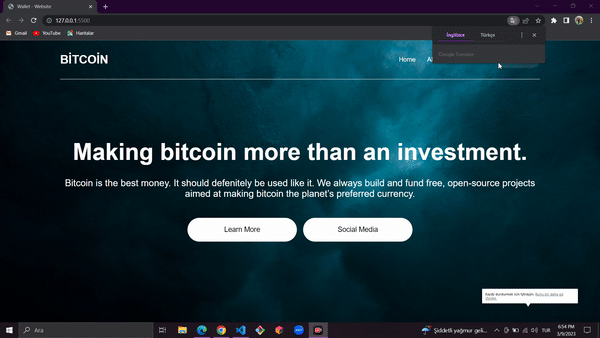 Wallet - Website
127.0.0.1:5500
Gmail YouTube Haritalar
İngilizce Türkçe
Google Translate
BİTCOİN
Home
Making bitcoin more than an investment.
Bitcoin is the best money. It should defenitely be used like it. We always build and fund free, open-source projects
aimed at making bitcoin the planet's preferred currency.
Learn More Social Media
Ara
Şiddetli yağmur geli...
TUR
6:54 PM
3/9/2023